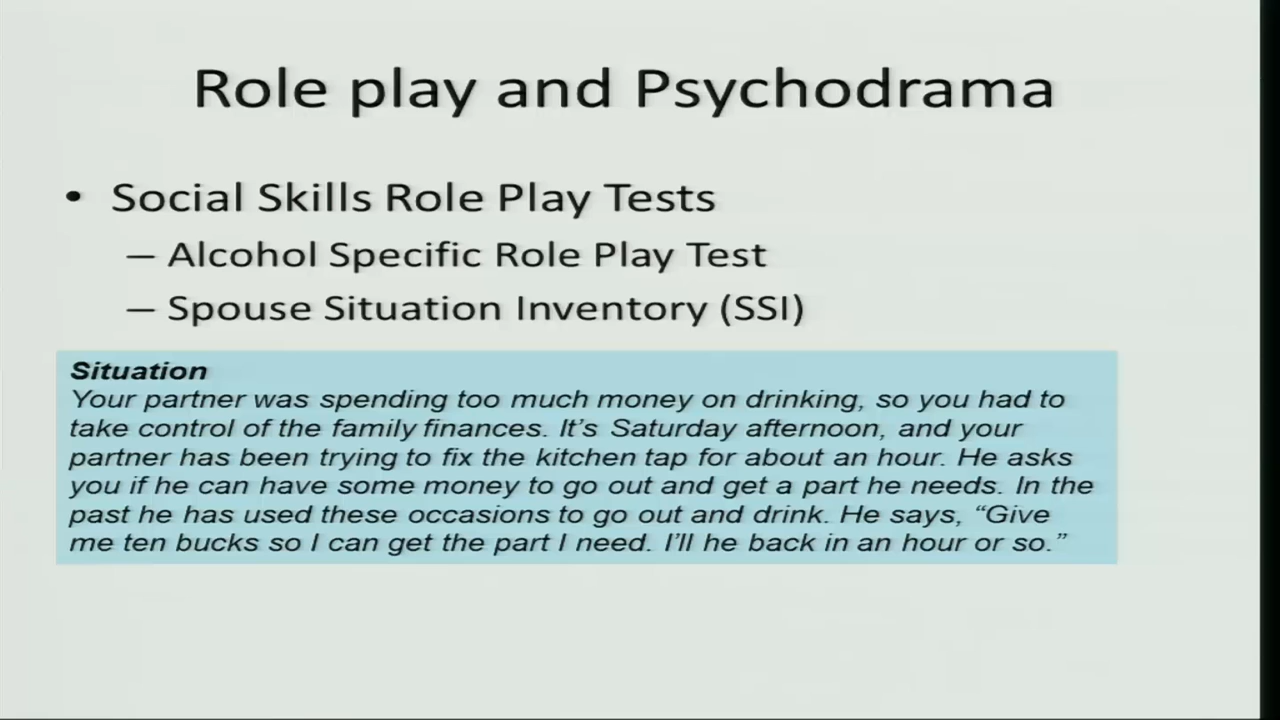 Role play and Psychodrama
• Social Skills Role Play Tests
– Alcohol Specific Role Play Test
– Spouse Situation Inventory (SSI)
Situation
Your partner was spending too much money on drinking, so you had to
take control of the family finances. It's Saturday afternoon, and your
partner has been trying to fix the kitchen tap for about an hour. He asks
you if he can have some money to go out and get a part he needs. In the
past he has used these occasions to go out and drink. He says, “Give
me ten bucks so I can get the part I need. I'll he back in an hour or so.”